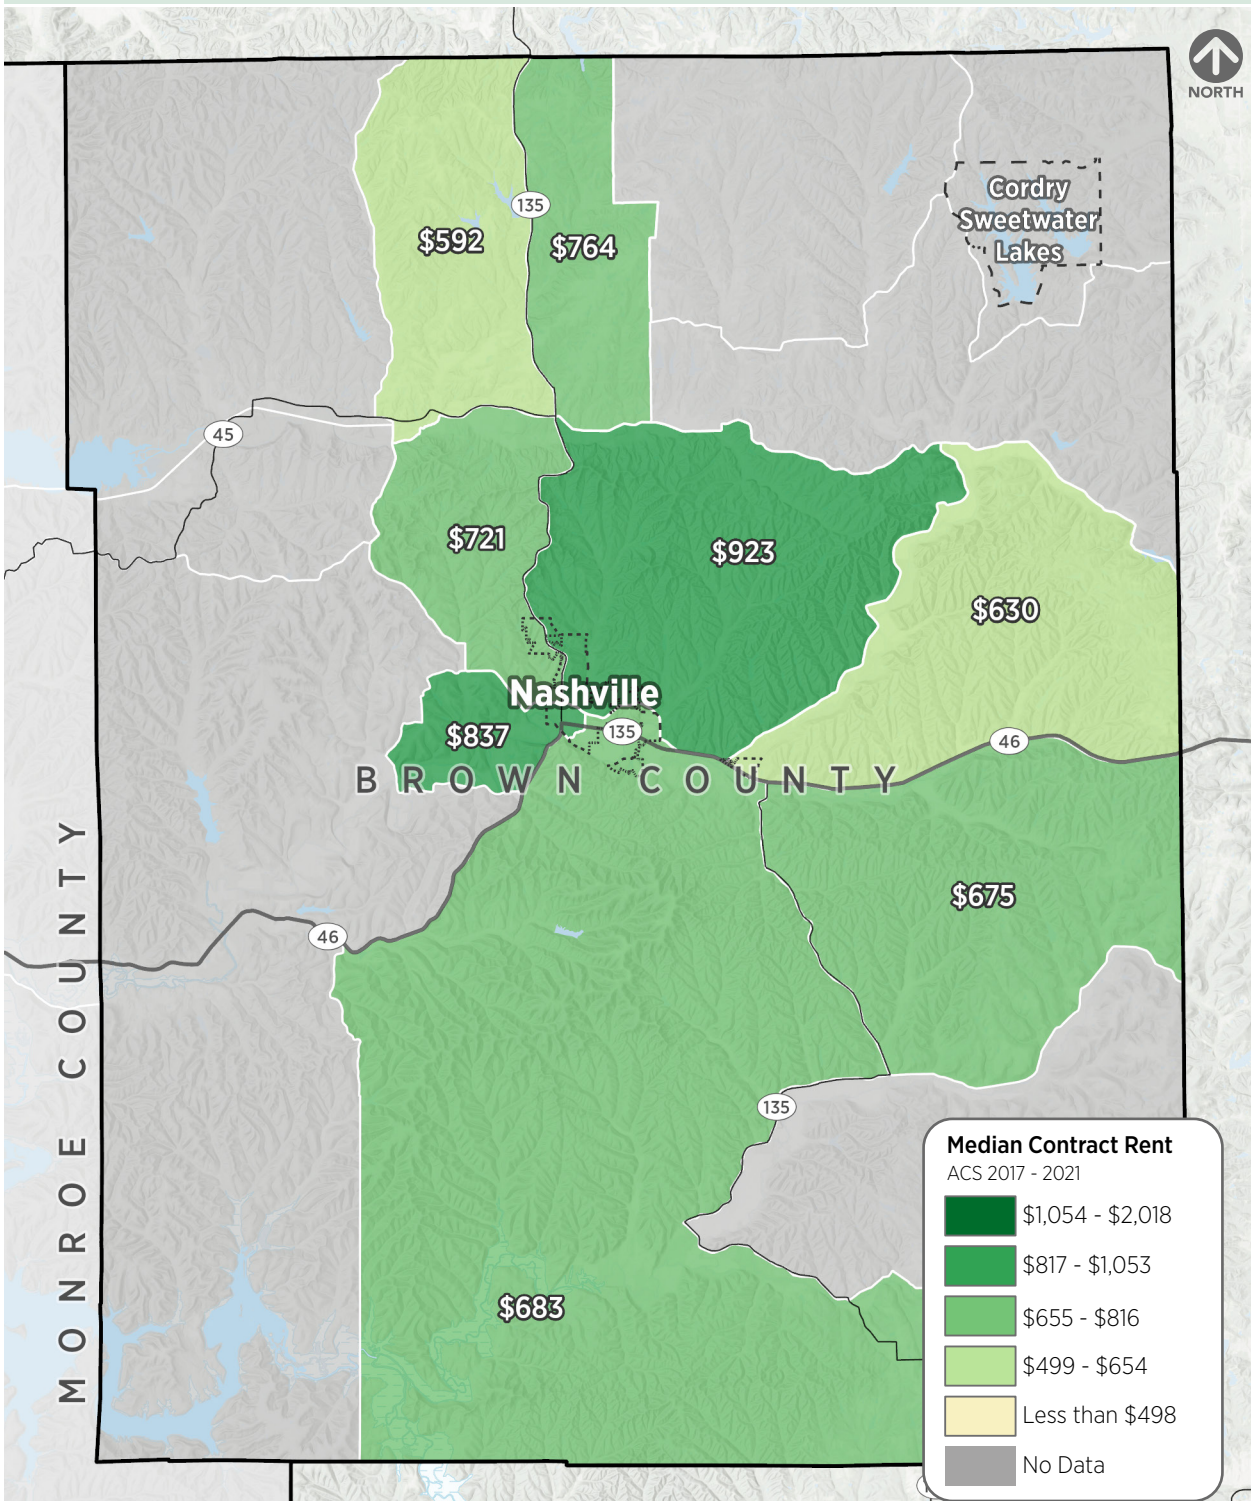 NORTH
Cordry
Sweetwater
Lakes
135
$592
$764
45
$721
$923
$630
Nashville
$837
135
46
BROWN COUNTY
MONROE COUNTY
$675
46
135
$683
Median Contract Rent
ACS 2017 - 2021
$1,054 - $2,018
$817 - $1,053
$655 - $816
$499 - $654
Less than $498
No Data